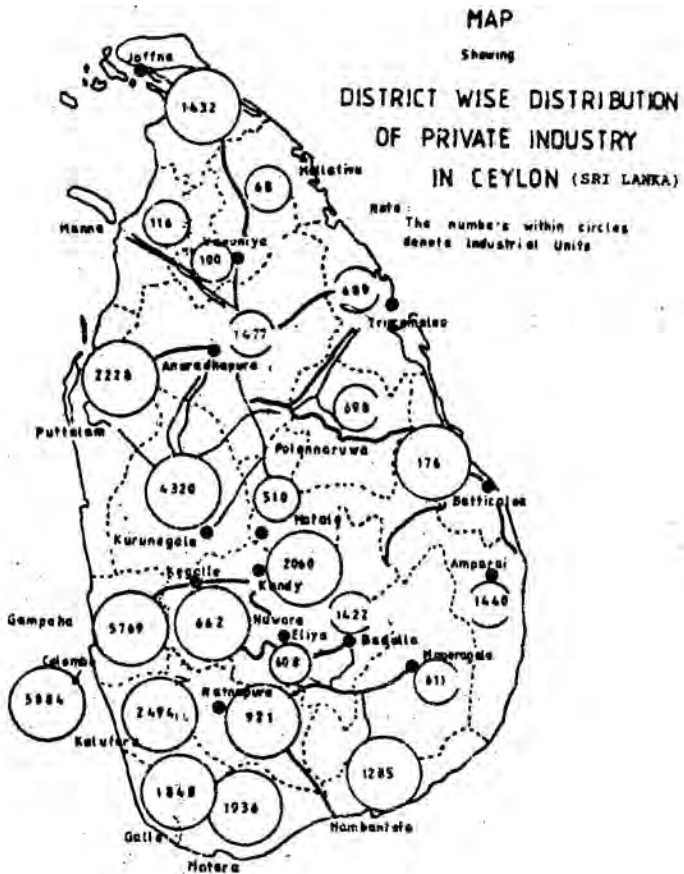 MAP
Showing
DISTRICT WISE DISTRIBUTION
OF PRIVATE INDUSTRY
IN CEYLON (SRI LANKA)
Note:
The numbers within circles
denote Industrial Units
Jaffna
1432
68
Mullative
116
Manna
Vavuniya
100
489
Trincomalee
1477
Anuradhapura
2228
698
Puttalam
Polonnaruwa
176
4320
510
Batticaloa
Matale
Kurunegala
2060
Kegalle
Kandy
Amparai
1440
Gampaha
5769
662
Nuwara
Eliya
1422
Badulla
608
Moneragala
611
Colombo
5884
Ratnapura
2494
921
Kalutara
1285
1848
1936
Hambantota
Galle
Matara